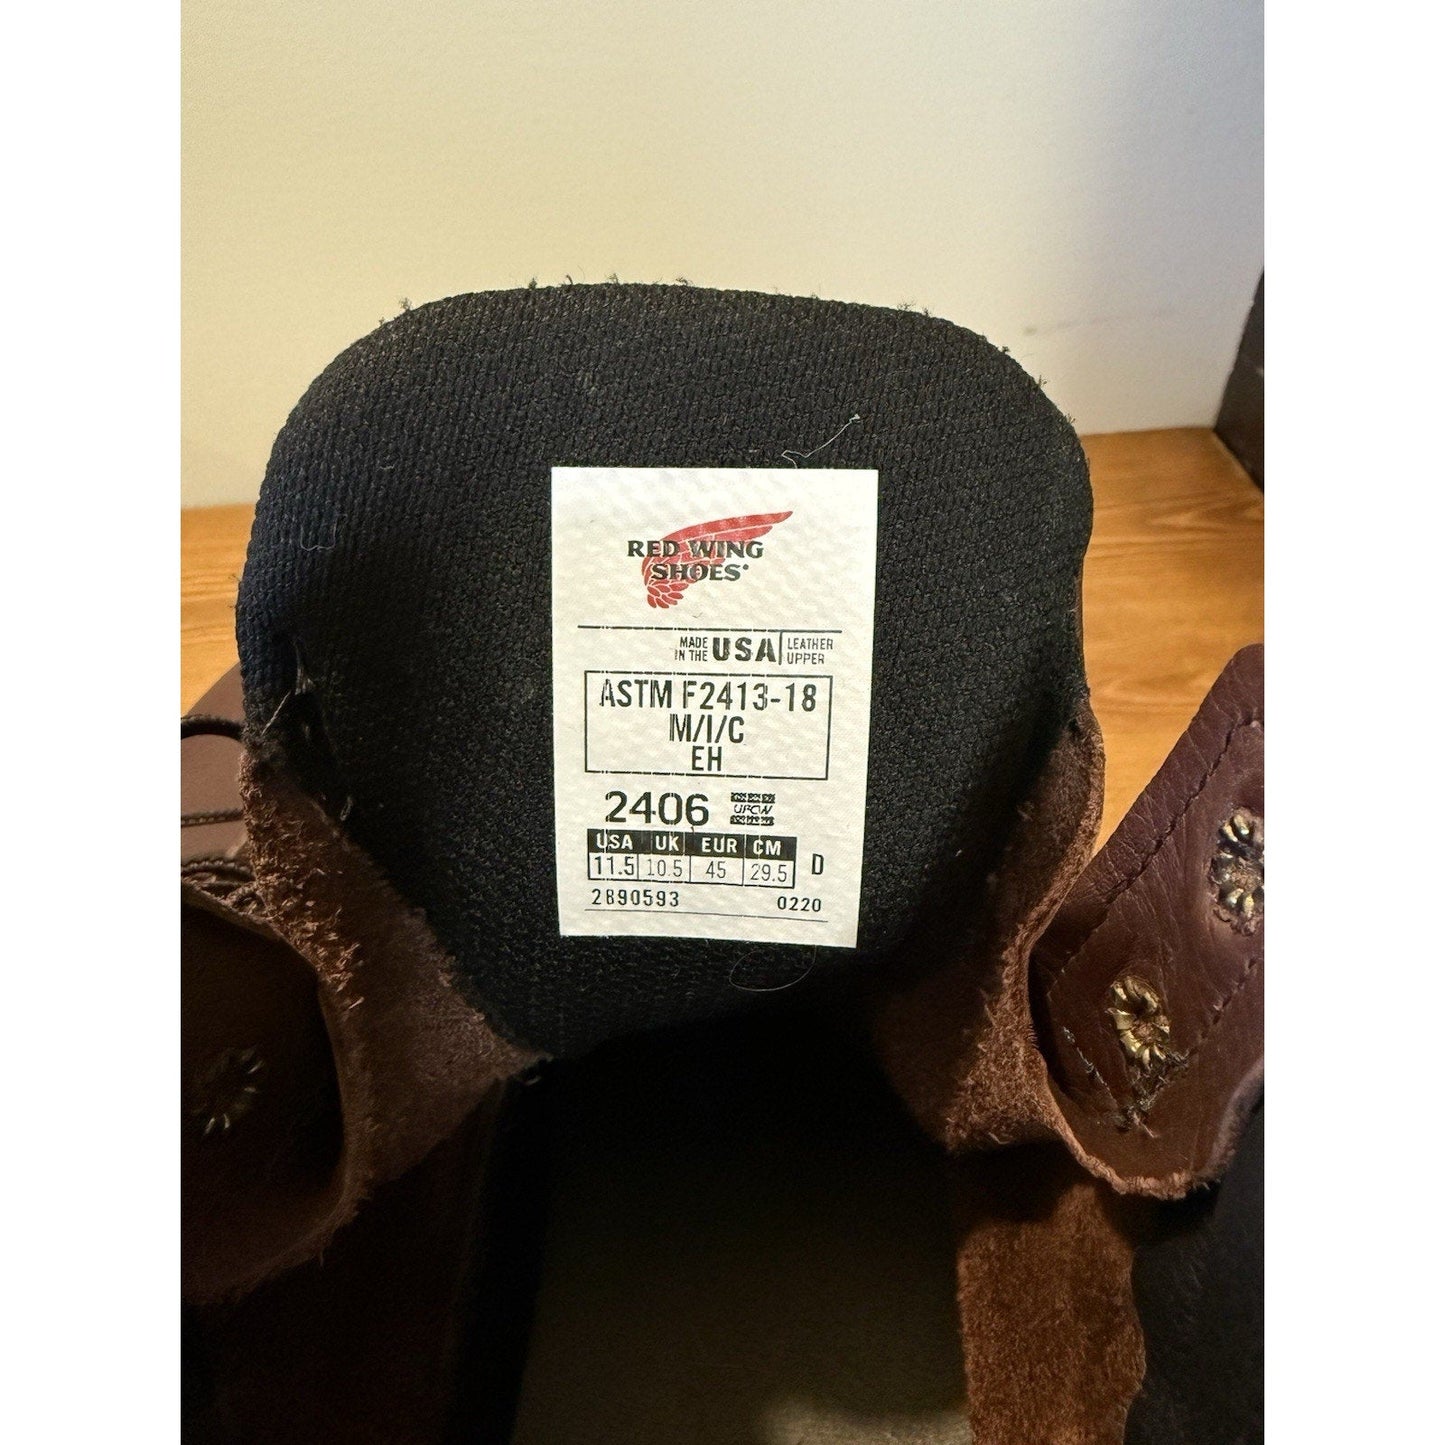 RED WING
SHOES
MADE IN THE USA LEATHER UPPER
ASTM F2413-18
M/I/C
EH
2406 UFCW
USA UK EUR CM
11.5 10.5 45 29.5 D
2890593 0220